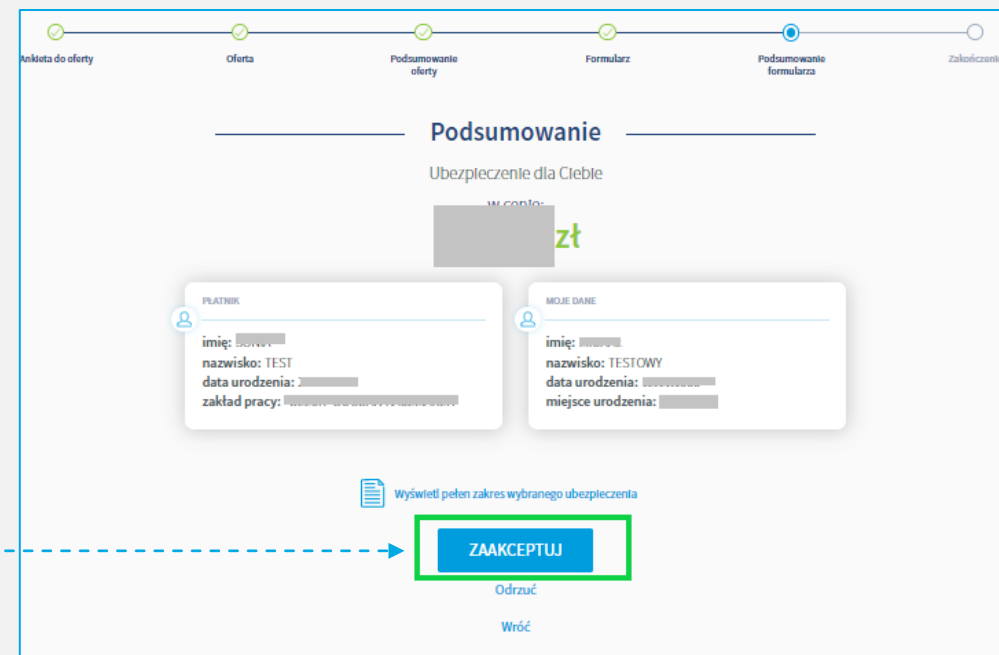 Ankieta do oferty
Oferta
Podsumowanie
oferty
Formularz
Podsumowanie
formularza
Zakończenie
Podsumowanie
Ubezpieczenie dla Ciebie
w cenie:
zł
PŁATNIK
imię:
nazwisko: TEST
data urodzenia:
zakład pracy:
MOJE DANE
imię:
nazwisko: TESTOWY
data urodzenia:
miejsce urodzenia:
Wyświetl pełen zakres wybranego ubezpieczenia
ZAAKCEPTUJ
Odrzuć
Wróć